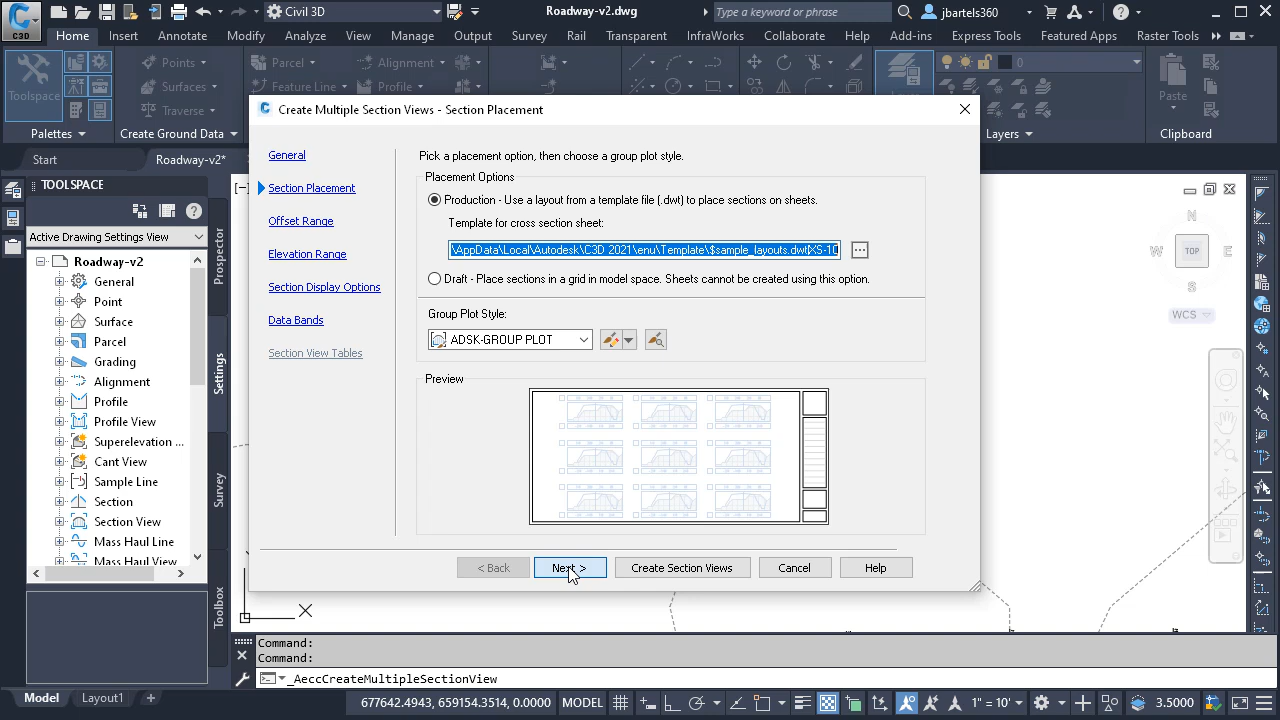 Civil 3D
Roadway-v2.dwg
Type a keyword or phrase
jbartels360
C3D
Home Insert Annotate Modify Analyze View Manage Output Survey Rail Transparent InfraWorks Collaborate Help Add-ins Express Tools Featured Apps Raster Tools
Toolspace
Points
Surfaces
Traverse
Parcel
Feature Line
Alignment
Profile
0
Paste
Palettes
Create Ground Data
Layers
Clipboard
Start
Roadway-v2*
TOOLSPACE
Active Drawing Settings View
Roadway-v2
General
Point
Surface
Parcel
Grading
Alignment
Profile
Profile View
Superelevation ...
Cant View
Sample Line
Section
Section View
Mass Haul Line
Mass Haul View
Prospector
Settings
Survey
Toolbox
Create Multiple Section Views - Section Placement
General
Section Placement
Offset Range
Elevation Range
Section Display Options
Data Bands
Section View Tables
Pick a placement option, then choose a group plot style.
Placement Options
Production - Use a layout from a template file (.dwt) to place sections on sheets.
Template for cross section sheet:
\AppData\Local\Autodesk\C3D 2021\enu\Template\$sample_layouts.dwt
Draft - Place sections in a grid in model space. Sheets cannot be created using this option.
Group Plot Style:
ADSK-GROUP PLOT
Preview
< Back
Next >
Create Section Views
Cancel
Help
[−]
N
W TOP E
S
WCS
X
Command:
Command:
_AeccCreateMultipleSectionView
Model
Layout1
677642.4943, 659154.3514, 0.0000
MODEL
1" = 10'
3.5000